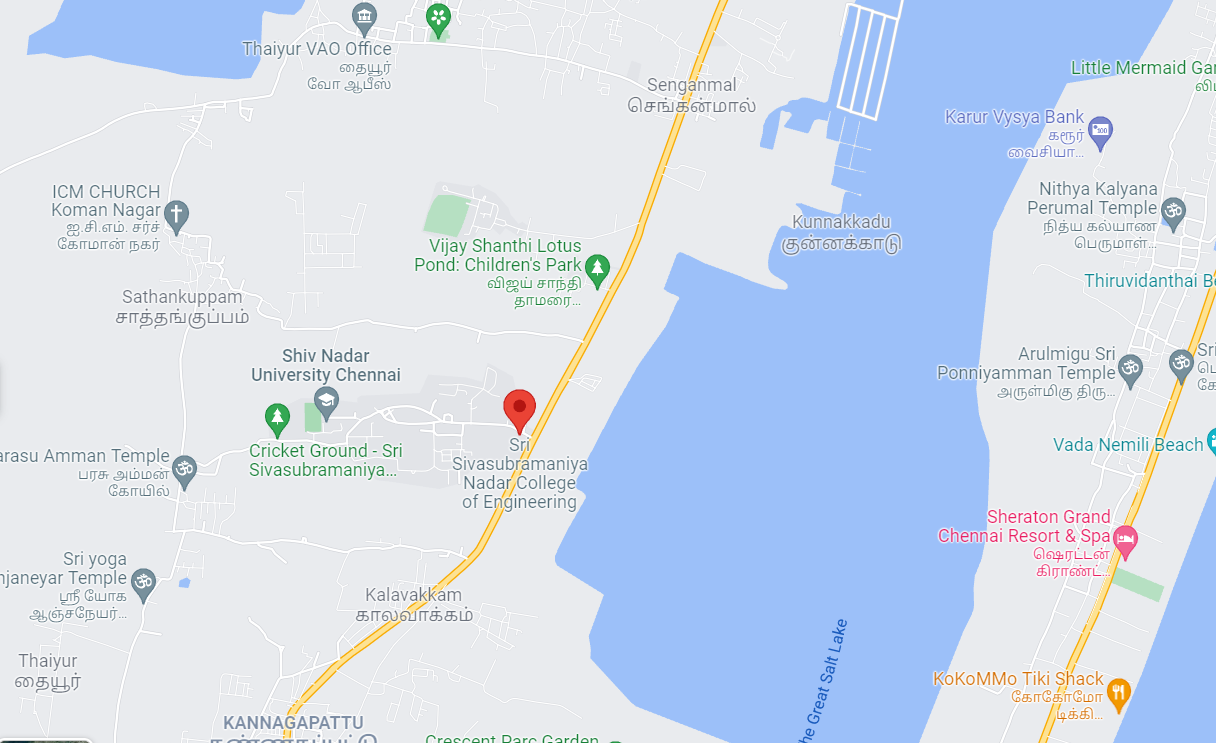 Thaiyur VAO Office
தையூர்
வோ ஆபீஸ்
Senganmal
செங்கன்மால்
Little Mermaid Gar
லிட்
Karur Vysya Bank
கரூர்
வைசியா...
ICM CHURCH
Koman Nagar
ஐ.சி.எம். சர்ச்
கோமான் நகர்
Nithya Kalyana
Perumal Temple
நித்ய கல்யாண
பெருமாள்...
Kunnakkadu
குன்னக்காடு
Vijay Shanthi Lotus
Pond: Children's Park
விஜய் சாந்தி
தாமரை...
Thiruvidanthai Be
Sathankuppam
சாத்தங்குப்பம்
Shiv Nadar
University Chennai
Arulmigu Sri
Ponniyamman Temple
அருள்மிகு திரு...
Sri
Cricket Ground - Sri
Sivasubramaniya...
Sri
Sivasubramaniya
Nadar College
of Engineering
Vada Nemili Beach
arasu Amman Temple
பரசு அம்மன்
கோயில்
Sheraton Grand
Chennai Resort & Spa
ஷெரட்டன்
கிராண்ட்...
Sri yoga
njaneyar Temple
ஸ்ரீ யோக
ஆஞ்சநேயர்...
Kalavakkam
காலவாக்கம்
Thaiyur
தையூர்
he Great Salt Lake
KoKoMMo Tiki Shack
கோகோமோ
டிக்கி...
KANNAGAPATTU
Crescent Parc Garden